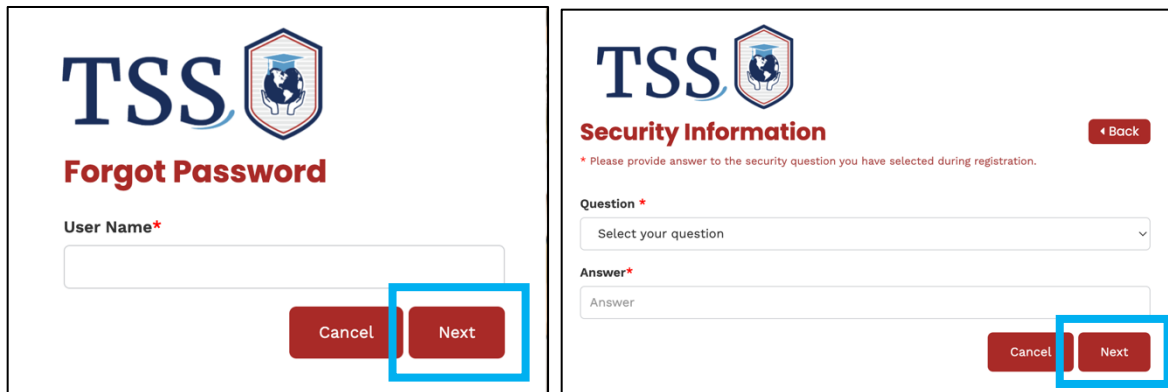 TSS
Forgot Password
User Name*
Cancel
Next
TSS
Security Information
Back
* Please provide answer to the security question you have selected during registration.
Question *
Select your question
Answer*
Answer
Cancel
Next